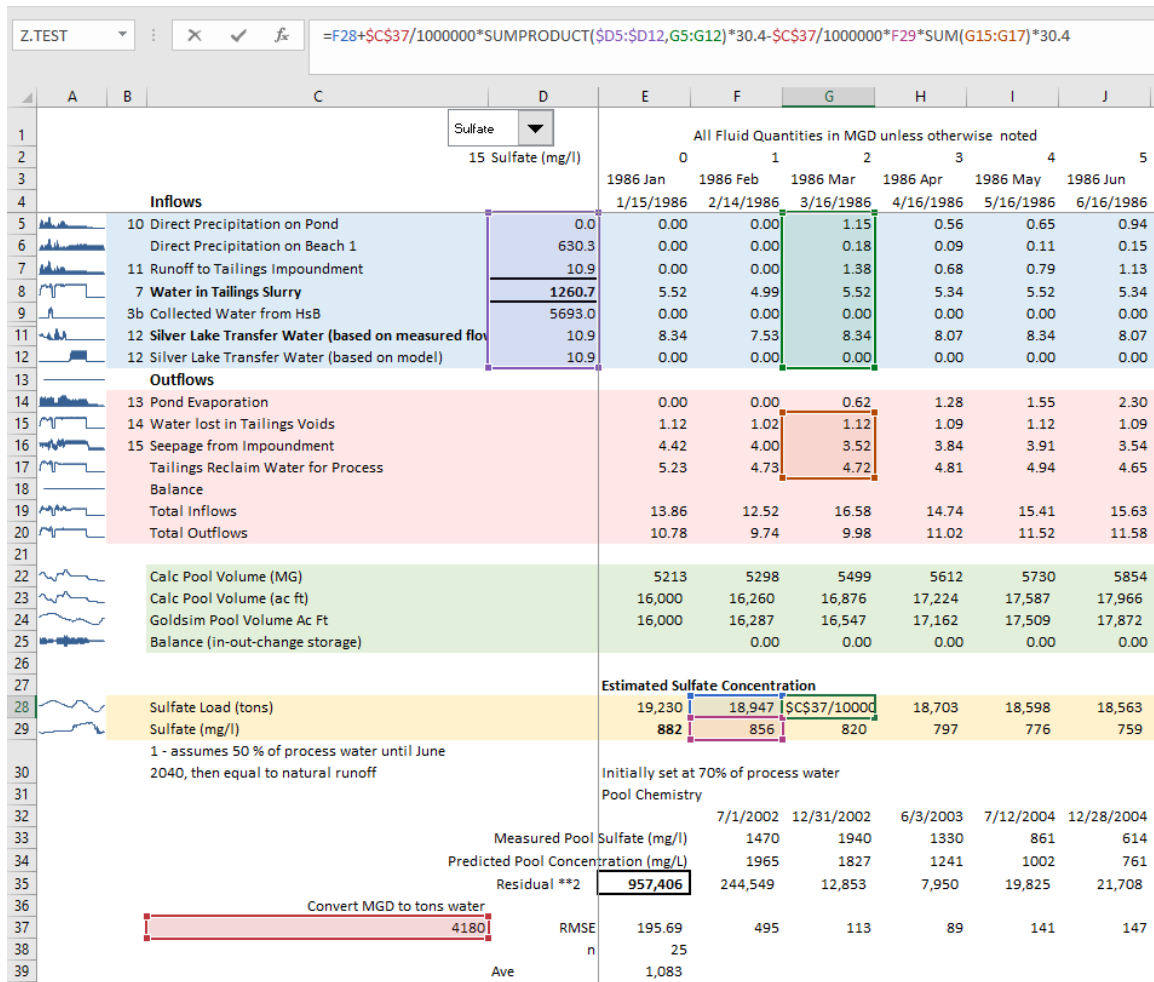 Z.TEST fx =F28+$C$37/1000000*SUMPRODUCT($D5:$D12,G5:G12)*30.4-$C$37/1000000*F29*SUM(G15:G17)*30.4
A B C D E F G H I J
1 Sulfate All Fluid Quantities in MGD unless otherwise noted
2 15 Sulfate (mg/l) 0 1 2 3 4 5
3 1986 Jan 1986 Feb 1986 Mar 1986 Apr 1986 May 1986 Jun
4 Inflows 1/15/1986 2/14/1986 3/16/1986 4/16/1986 5/16/1986 6/16/1986
5 10 Direct Precipitation on Pond 0.0 0.00 0.00 1.15 0.56 0.65 0.94
6 Direct Precipitation on Beach 1 630.3 0.00 0.00 0.18 0.09 0.11 0.15
7 11 Runoff to Tailings Impoundment 10.9 0.00 0.00 1.38 0.68 0.79 1.13
8 7 Water in Tailings Slurry 1260.7 5.52 4.99 5.52 5.34 5.52 5.34
9 3b Collected Water from HsB 5693.0 0.00 0.00 0.00 0.00 0.00 0.00
11 12 Silver Lake Transfer Water (based on measured flow 10.9 8.34 7.53 8.34 8.07 8.34 8.07
12 12 Silver Lake Transfer Water (based on model) 10.9 0.00 0.00 0.00 0.00 0.00 0.00
13 Outflows
14 13 Pond Evaporation 0.00 0.00 0.62 1.28 1.55 2.30
15 14 Water lost in Tailings Voids 1.12 1.02 1.12 1.09 1.12 1.09
16 15 Seepage from Impoundment 4.42 4.00 3.52 3.84 3.91 3.54
17 Tailings Reclaim Water for Process 5.23 4.73 4.72 4.81 4.94 4.65
18 Balance
19 Total Inflows 13.86 12.52 16.58 14.74 15.41 15.63
20 Total Outflows 10.78 9.74 9.98 11.02 11.52 11.58
21
22 Calc Pool Volume (MG) 5213 5298 5499 5612 5730 5854
23 Calc Pool Volume (ac ft) 16,000 16,260 16,876 17,224 17,587 17,966
24 Goldsim Pool Volume Ac Ft 16,000 16,287 16,547 17,162 17,509 17,872
25 Balance (in-out-change storage) 0.00 0.00 0.00 0.00 0.00
26
27 Estimated Sulfate Concentration
28 Sulfate Load (tons) 19,230 18,947 $C$37/10000 18,703 18,598 18,563
29 Sulfate (mg/l) 882 856 820 797 776 759
1 - assumes 50 % of process water until June
30 2040, then equal to natural runoff Initially set at 70% of process water
31 Pool Chemistry
32 7/1/2002 12/31/2002 6/3/2003 7/12/2004 12/28/2004
33 Measured Pool Sulfate (mg/l) 1470 1940 1330 861 614
34 Predicted Pool Concentration (mg/L) 1965 1827 1241 1002 761
35 Residual **2 957,406 244,549 12,853 7,950 19,825 21,708
36 Convert MGD to tons water
37 4180 RMSE 195.69 495 113 89 141 147
38 n 25
39 Ave 1,083